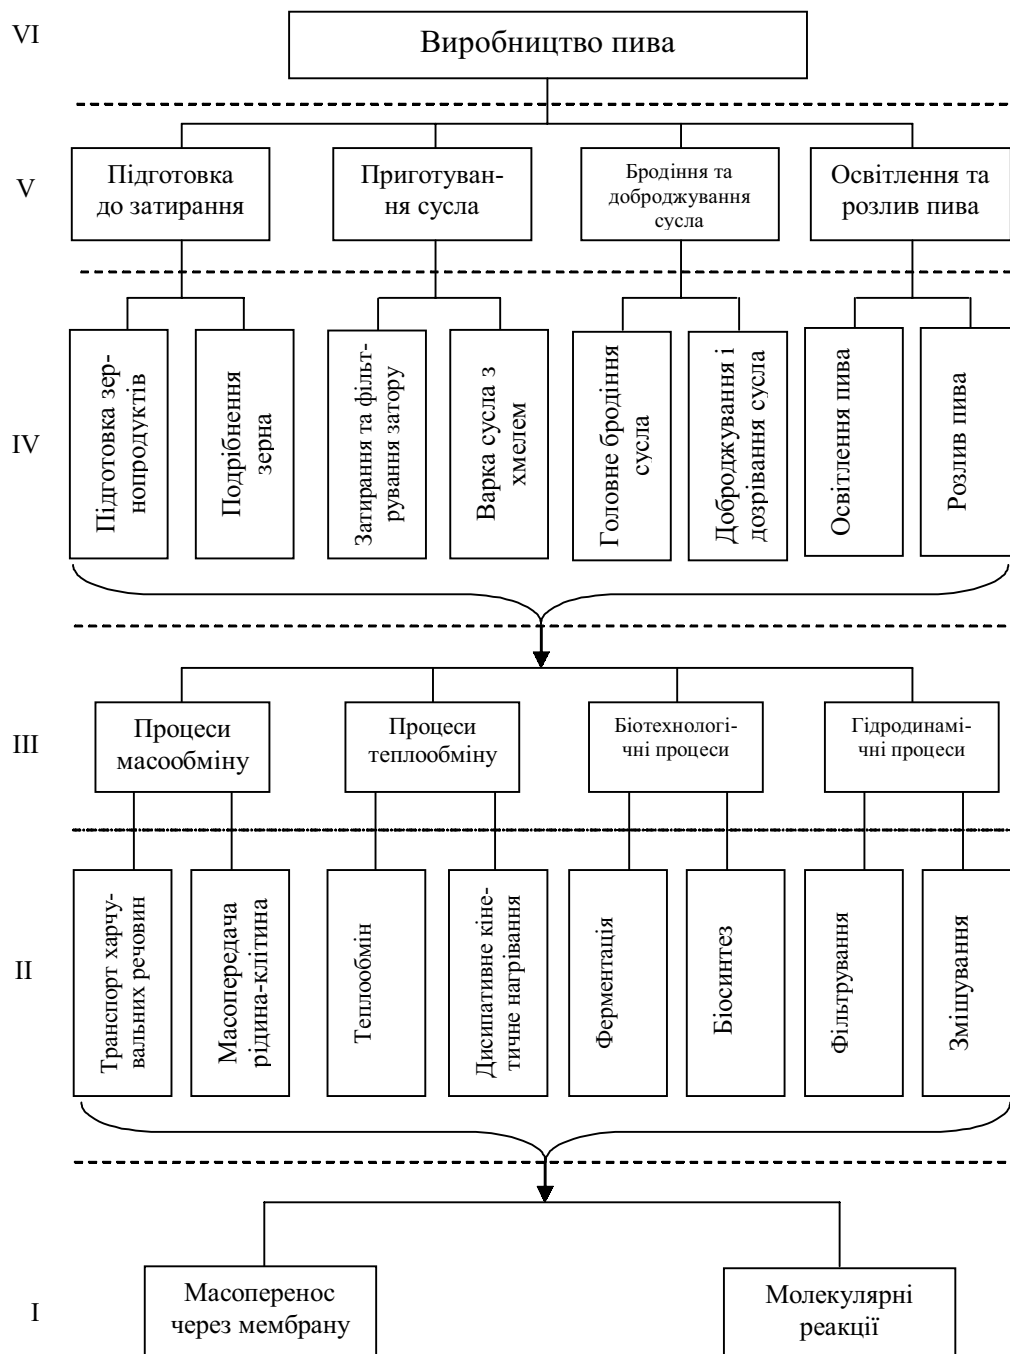 VI
Виробництво пива
V
Підготовка
до затирання
Приготуван-
ня сусла
Бродіння та
доброджування
сусла
Освітлення та
розлив пива
IV
Підготовка зер-
нопродуктів
Подрібнення
зерна
Затирання та фільт-
рування затору
Варка сусла з
хмелем
Головне бродіння
сусла
Доброджування і
дозрівання сусла
Освітлення пива
Розлив пива
III
Процеси
масообміну
Процеси
теплообміну
Біотехнологі-
чні процеси
Гідродинамі-
чні процеси
II
Транспорт харчу-
вальних речовин
Масопередача
рідина-клітина
Теплообмін
Дисипативне кіне-
тичне нагрівання
Ферментація
Біосинтез
Фільтрування
Змішування
I
Масоперенос
через мембрану
Молекулярні
реакції